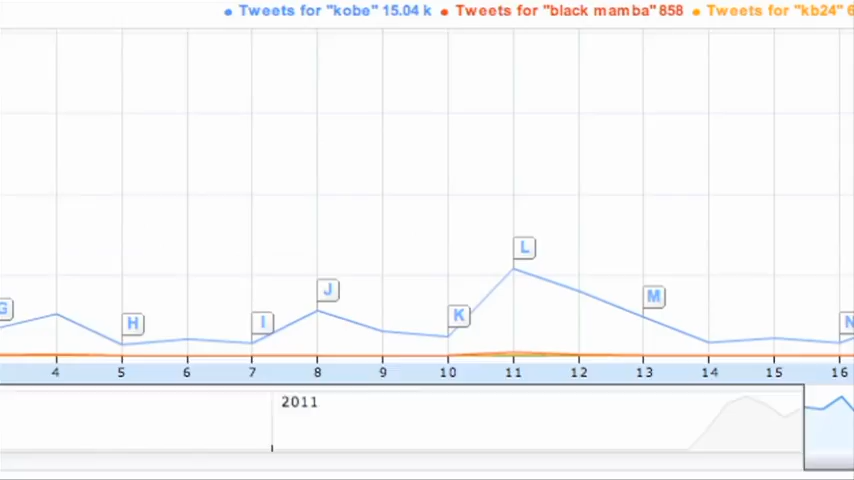 Tweets for "kobe" 15.04 k Tweets for "black mamba" 858 Tweets for "kb24" 6
L
J
M
G H I K N
4 5 6 7 8 9 10 11 12 13 14 15 16
2011